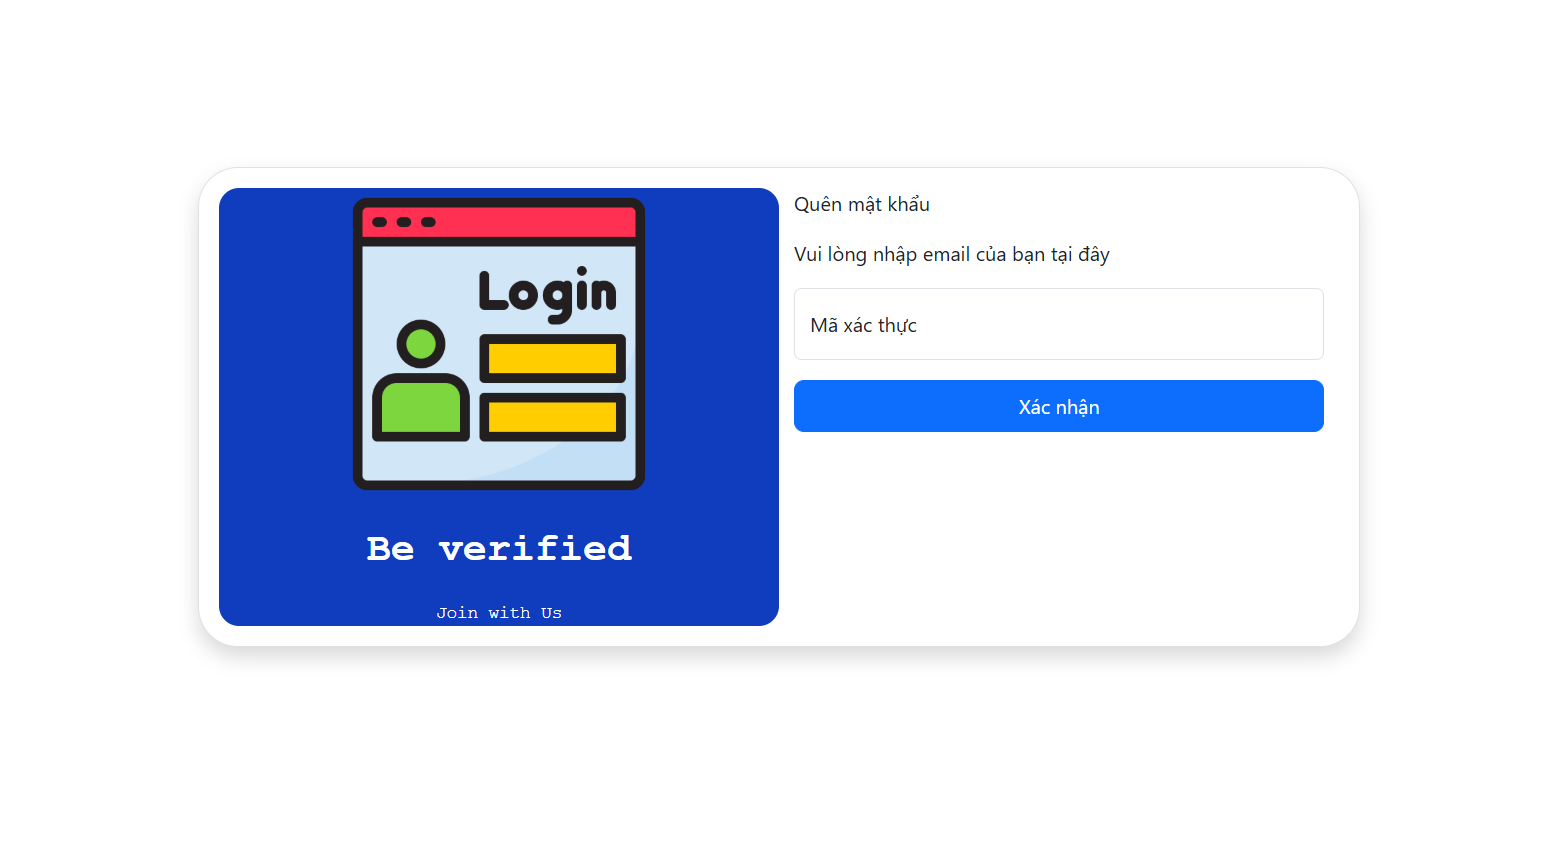 Login
Be verified
Join with Us
Quên mật khẩu
Vui lòng nhập email của bạn tại đây
Mã xác thực
Xác nhận